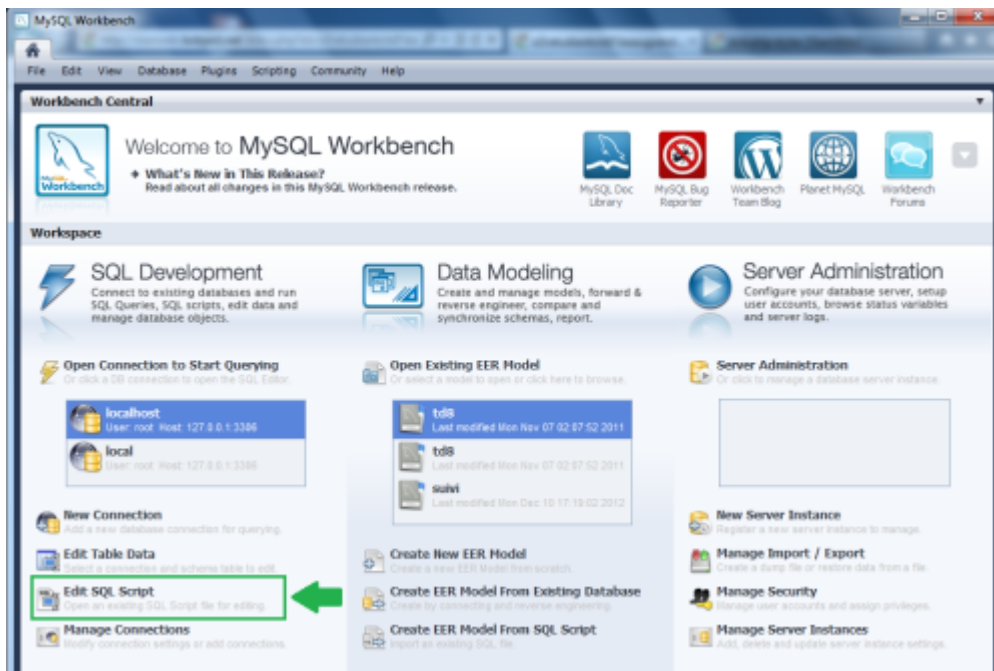 MySQL Workbench
File Edit View Database Plugins Scripting Community Help
Workbench Central
Welcome to MySQL Workbench
What's New in This Release?
Read about all changes in this MySQL Workbench release.
MySQL
Workbench
MySQL Doc
Library
MySQL Bug
Reporter
Workbench
Team Blog
Planet MySQL
Workbench
Forums
Workspace
SQL Development
Connect to existing databases and run
SQL Queries, SQL scripts, edit data and
manage database objects.
Open Connection to Start Querying
Or click a DB connection to open the SQL Editor.
localhost
User: root Host: 127.0.0.1:3306
local
User: root Host: 127.0.0.1:3306
New Connection
Add a new database connection for querying.
Edit Table Data
Select a connection and schema table to edit.
Edit SQL Script
Open an existing SQL Script file for editing.
Manage Connections
Modify connection settings or add connections.
Data Modeling
Create and manage models, forward &
reverse engineer, compare and
synchronize schemas, report.
Open Existing EER Model
Or select a model to open or click here to browse.
td8
Last modified Mon Nov 07 02:07:52 2011
td8
Last modified Mon Nov 07 02:07:52 2011
suivi
Last modified Mon Dec 10 17:19:02 2012
Create New EER Model
Create a new EER Model from scratch.
Create EER Model From Existing Database
Create by connecting and reverse engineering.
Create EER Model From SQL Script
Import an existing SQL file.
Server Administration
Configure your database server, setup
user accounts, browse status variables
and server logs.
Server Administration
Or click to manage a database server instance.
New Server Instance
Register a new server instance to manage.
Manage Import / Export
Create a dump file or restore data from a file.
Manage Security
Manage user accounts and assign privileges.
Manage Server Instances
Add, delete and update server instance settings.